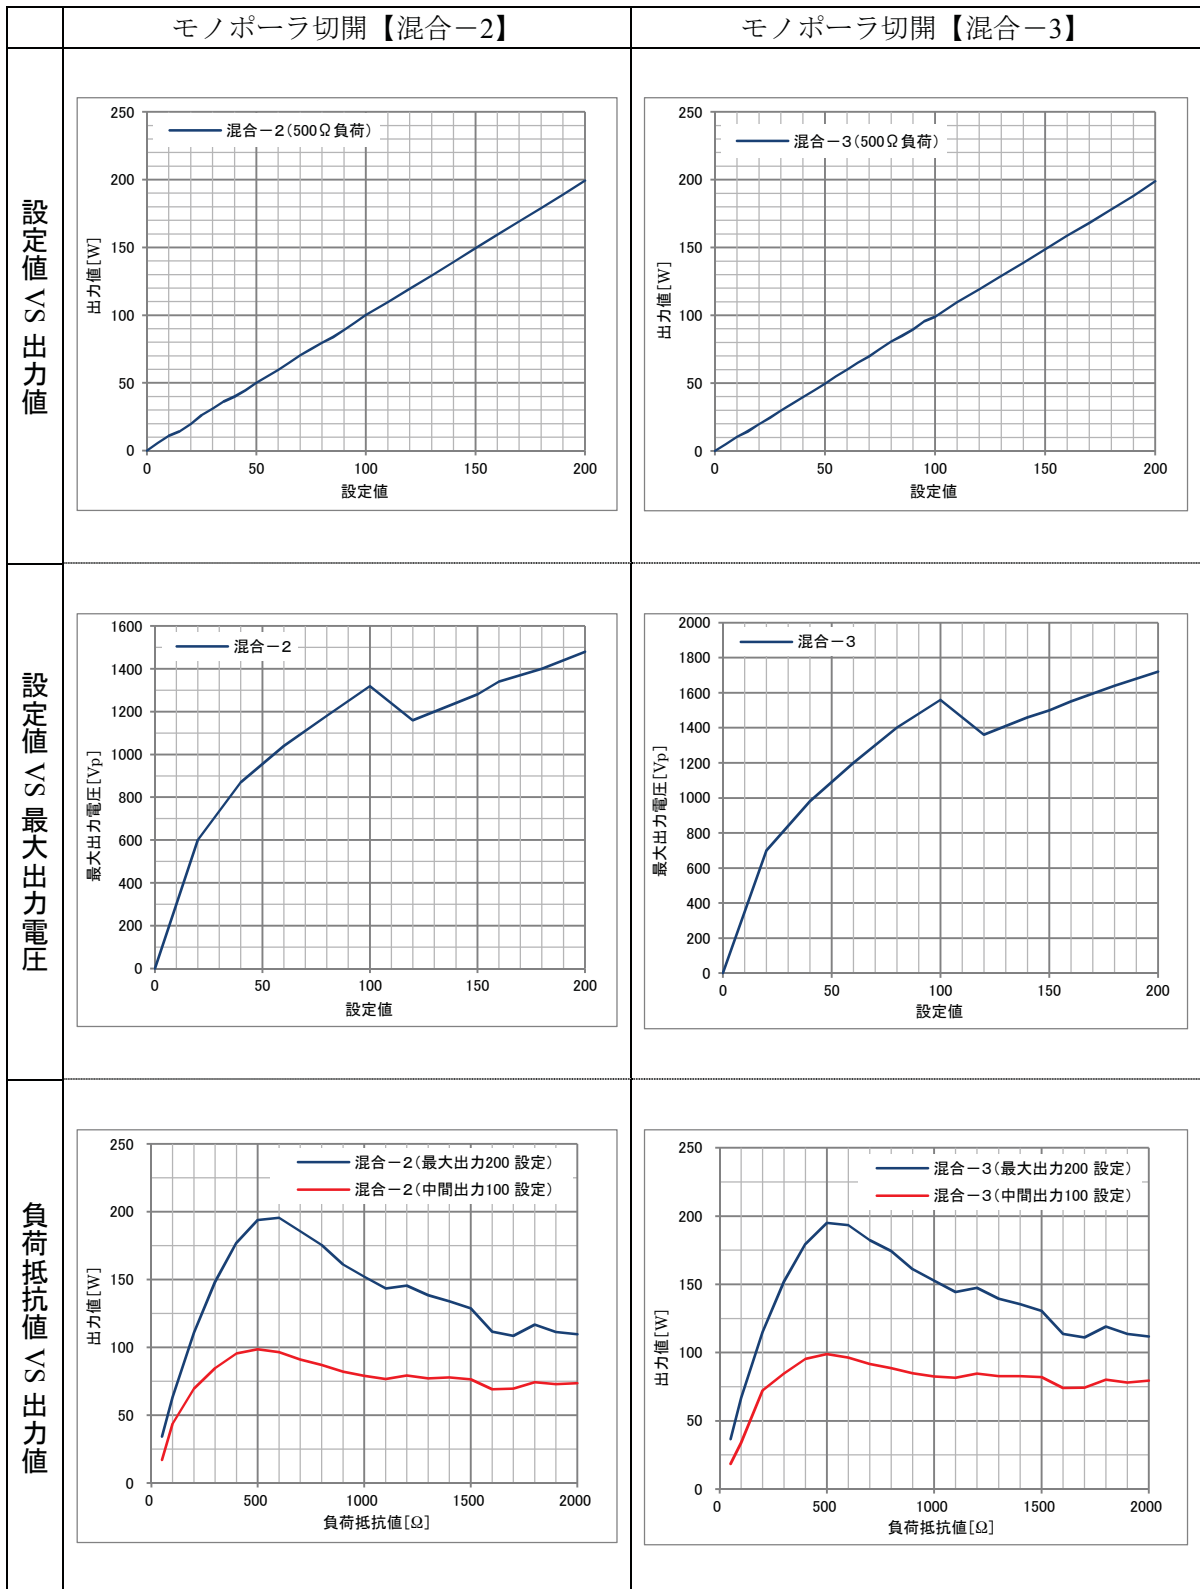 モノポーラ切開【混合－2】
モノポーラ切開【混合－3】
設定値 VS 出力値
250
200
150
100
50
0
出力値[W]
混合－2(500Ω負荷)
0 50 100 150 200
設定値
250
200
150
100
50
0
出力値[W]
混合－3(500Ω負荷)
0 50 100 150 200
設定値
設定値 VS 最大出力電圧
1600
1400
1200
1000
800
600
400
200
0
最大出力電圧[Vp]
混合－2
0 50 100 150 200
設定値
2000
1800
1600
1400
1200
1000
800
600
400
200
0
最大出力電圧[Vp]
混合－3
0 50 100 150 200
設定値
負荷抵抗値 VS 出力値
250
200
150
100
50
0
出力値[W]
混合－2(最大出力200 設定)
混合－2(中間出力100 設定)
0 500 1000 1500 2000
負荷抵抗値[Ω]
250
200
150
100
50
0
出力値[W]
混合－3(最大出力200 設定)
混合－3(中間出力100 設定)
0 500 1000 1500 2000
負荷抵抗値[Ω]